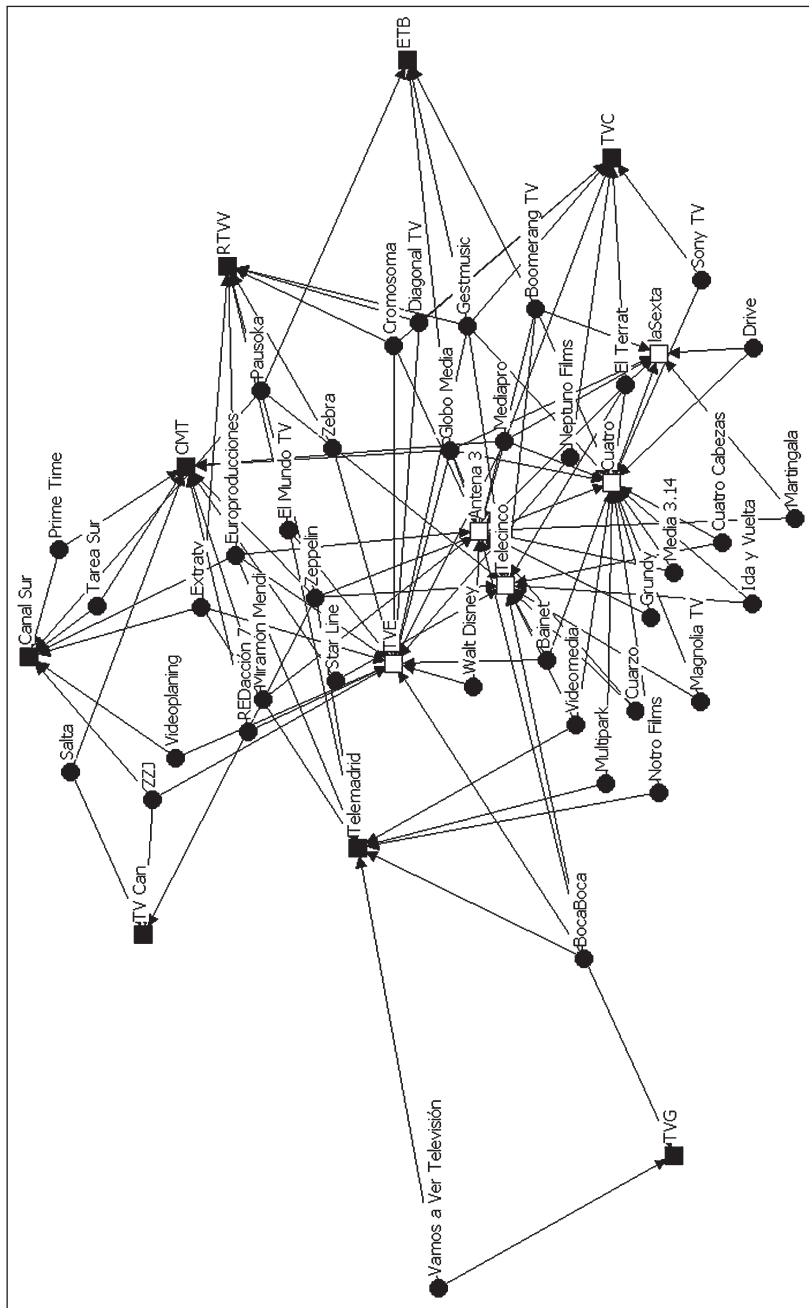 ETB
TVC
RTVV
Sony TV
Boomerang TV
Diagonal TV
Cromosoma
Gestmusic
laSexta
Drive
El Terrat
Pausoka
Mediapro
Globo Media
Neptuno Films
Zebra
CMT
Cuatro
Europroducciones
El Mundo TV
Antena 3
Martingala
Cuatro Cabezas
Media 3.14
Telecinco
Prime Time
Tarea Sur
Extratv
Zeppelin
Ida y Vuelta
Grundy
Canal Sur
Miramón Mendi
Star Line
TVE
Walt Disney
Bainet
Magnolia TV
Cuarzo
REDacción 7
Videomedia
Videoplaning
Salta
ZZJ
Multipark
Notro Films
Telemadrid
TV Can
BocaBoca
TVG
Vamos a Ver Televisión